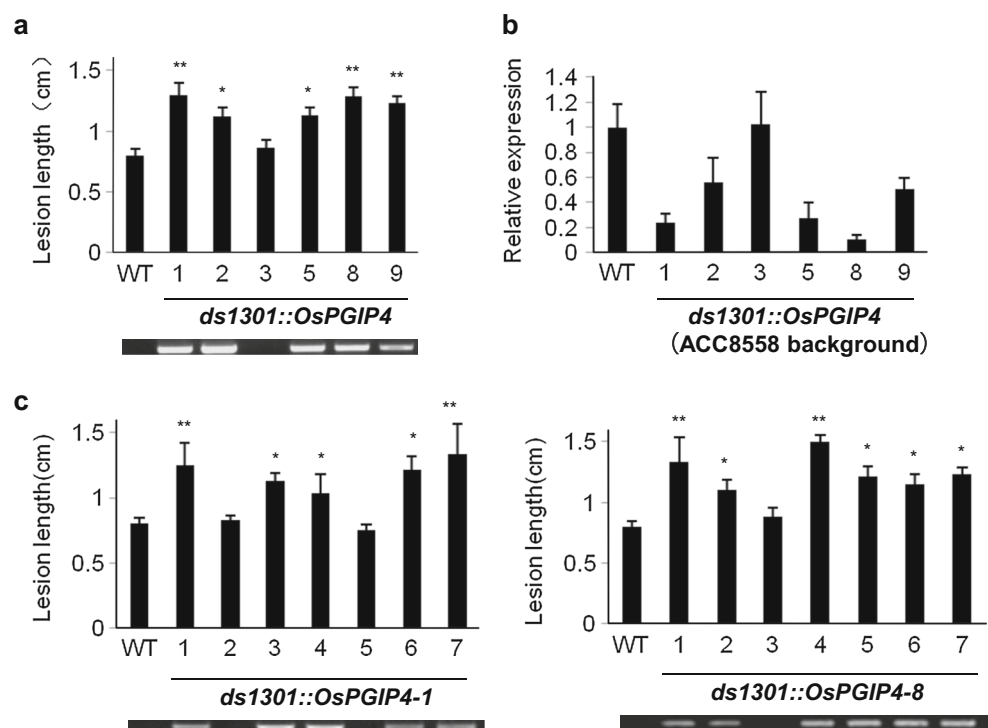 a
Lesion length (cm)
1.5
1
0.5
0
** * * ** **
WT 1 2 3 5 8 9
ds1301::OsPGIP4
b
Relative expression
1.4
1.2
1
0.8
0.6
0.4
0.2
0
WT 1 2 3 5 8 9
ds1301::OsPGIP4
(ACC8558 background)
c
Lesion length(cm)
1.5
1
0.5
0
** * * * **
WT 1 2 3 4 5 6 7
ds1301::OsPGIP4-1
Lesion length(cm)
1.5
1
0.5
0
** * ** * * *
WT 1 2 3 4 5 6 7
ds1301::OsPGIP4-8